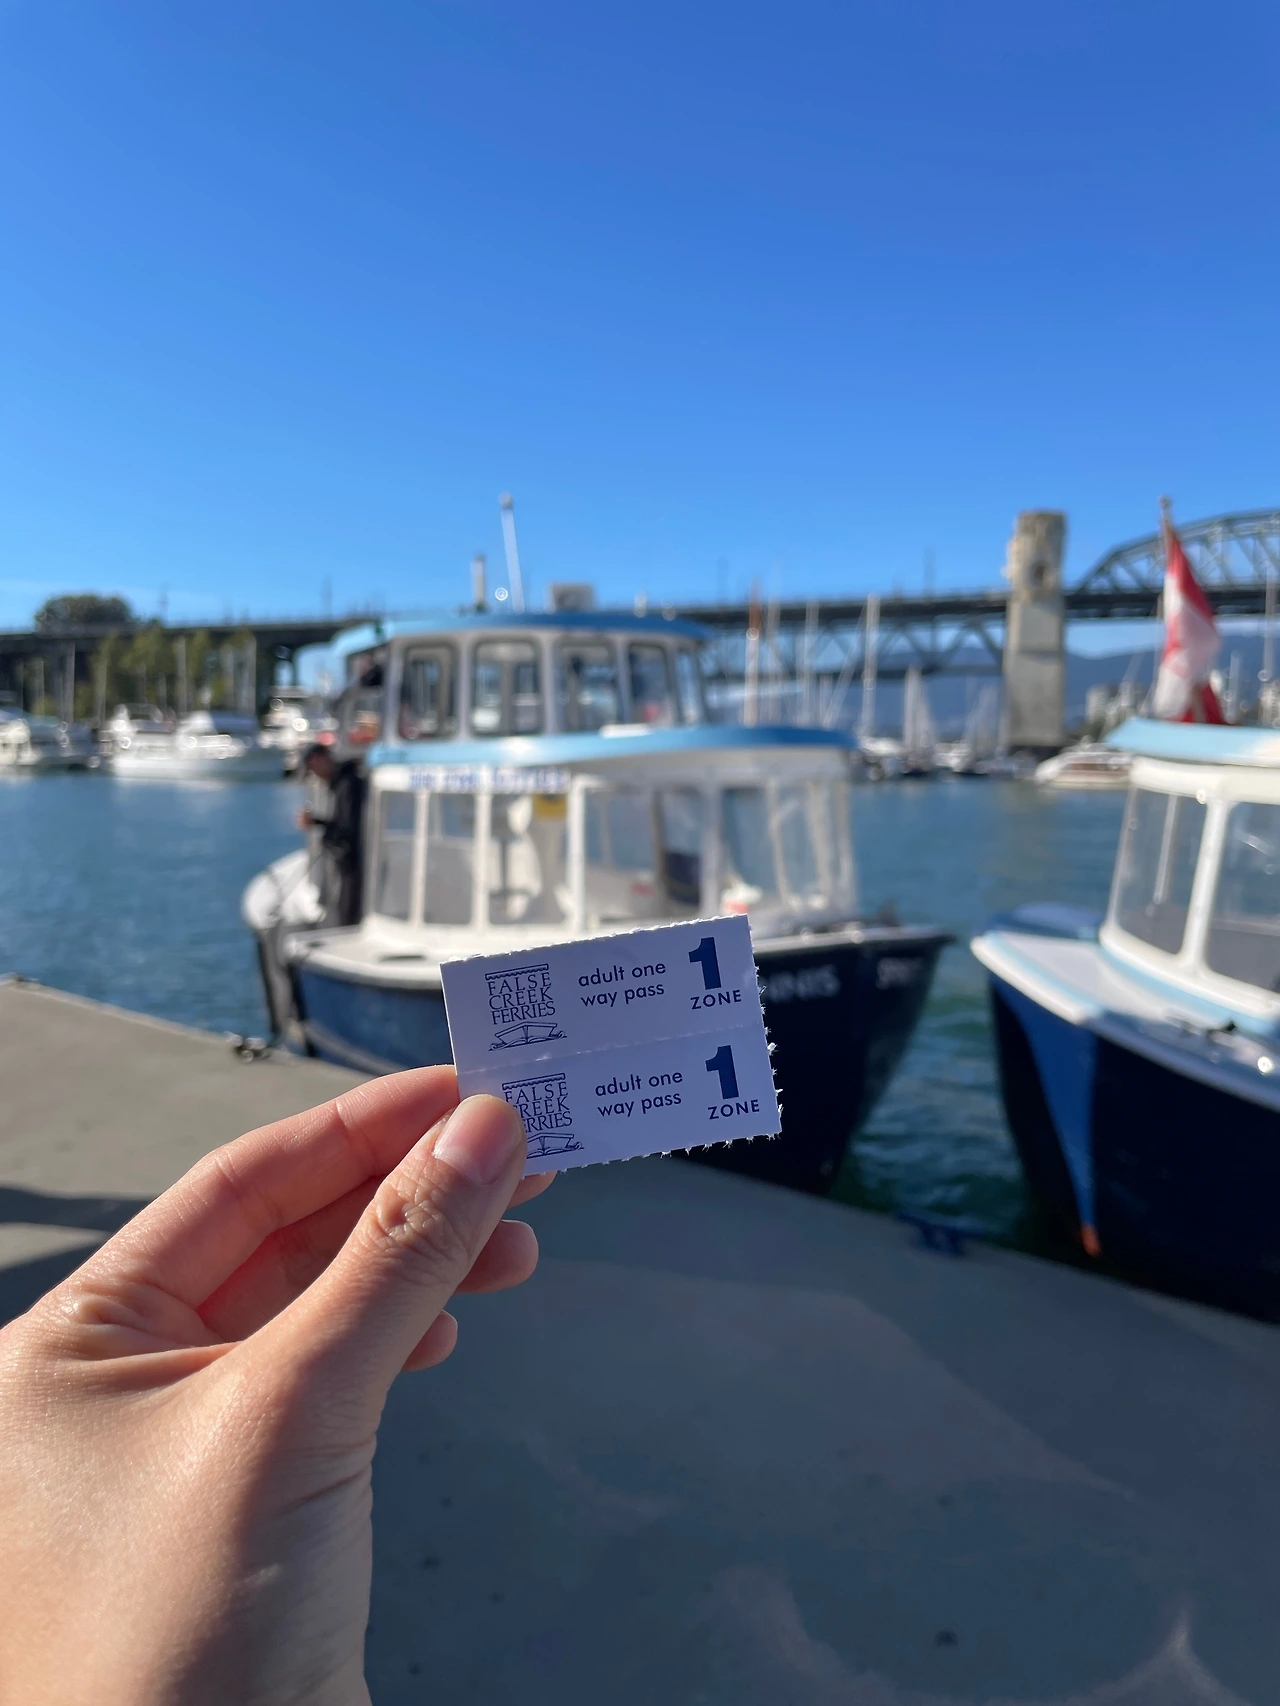 FALSE
CREEK
FERRIES
adult one
way pass
1
ZONE
FALSE
CREEK
FERRIES
adult one
way pass
1
ZONE